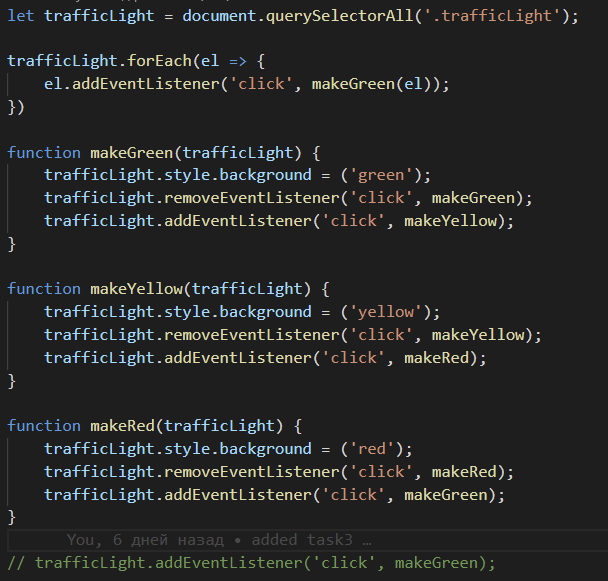 let trafficLight = document.querySelectorAll('.trafficLight');
trafficLight.forEach(el => {
el.addEventListener('click', makeGreen(el));
})
function makeGreen(trafficLight) {
trafficLight.style.background = ('green');
trafficLight.removeEventListener('click', makeGreen);
trafficLight.addEventListener('click', makeYellow);
}
function makeYellow(trafficLight) {
trafficLight.style.background = ('yellow');
trafficLight.removeEventListener('click', makeYellow);
trafficLight.addEventListener('click', makeRed);
}
function makeRed(trafficLight) {
trafficLight.style.background = ('red');
trafficLight.removeEventListener('click', makeRed);
trafficLight.addEventListener('click', makeGreen);
}
You, 6 дней назад • added task3 …
// trafficLight.addEventListener('click', makeGreen);